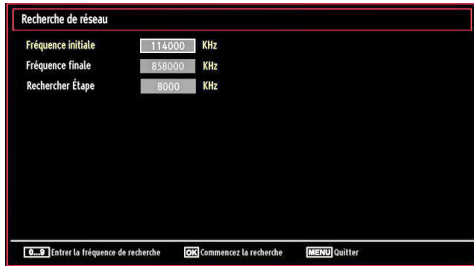 Recherche de réseau
Fréquence initiale 114000 KHz
Fréquence finale 858000 KHz
Rechercher Étape 8000 KHz
0...9 Entrer la fréquence de recherche OK Commencez la recherche MENU Quitter